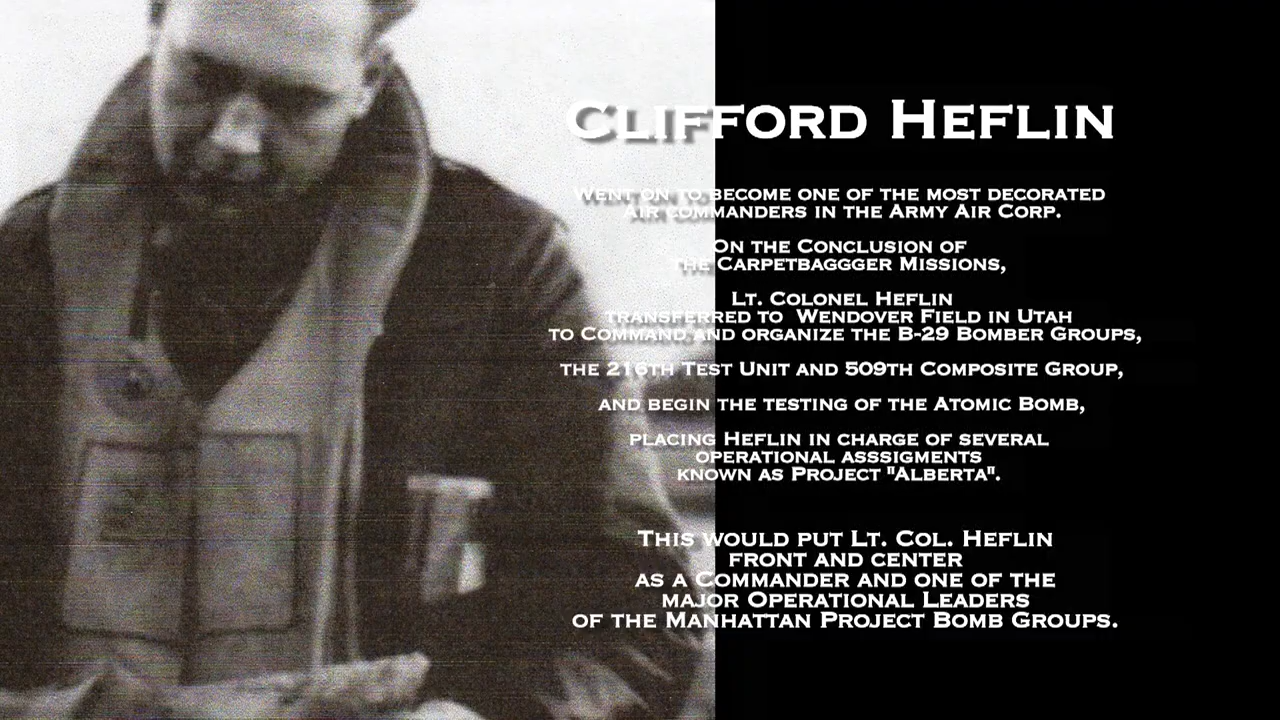 Clifford Heflin
Went on to become one of the most decorated
Air commanders in the Army Air Corp.
On the Conclusion of
the Carpetbaggger Missions,
Lt. Colonel Heflin
transferred to Wendover Field in Utah
to Command and organize the B-29 Bomber Groups,
the 216th Test Unit and 509th Composite Group,
and begin the testing of the Atomic Bomb,
placing Heflin in charge of several
operational asssigments
known as Project "Alberta".
This would put Lt. Col. Heflin
front and center
as a Commander and one of the
major Operational Leaders
of the Manhattan Project Bomb Groups.